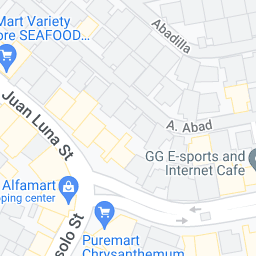 Mart Variety
ore SEAFOOD...
Abadilla
Juan Luna St
A. Abad
GG E-sports and
Internet Cafe
Alfamart
pping center
solo St
Puremart
Chrysanthemum